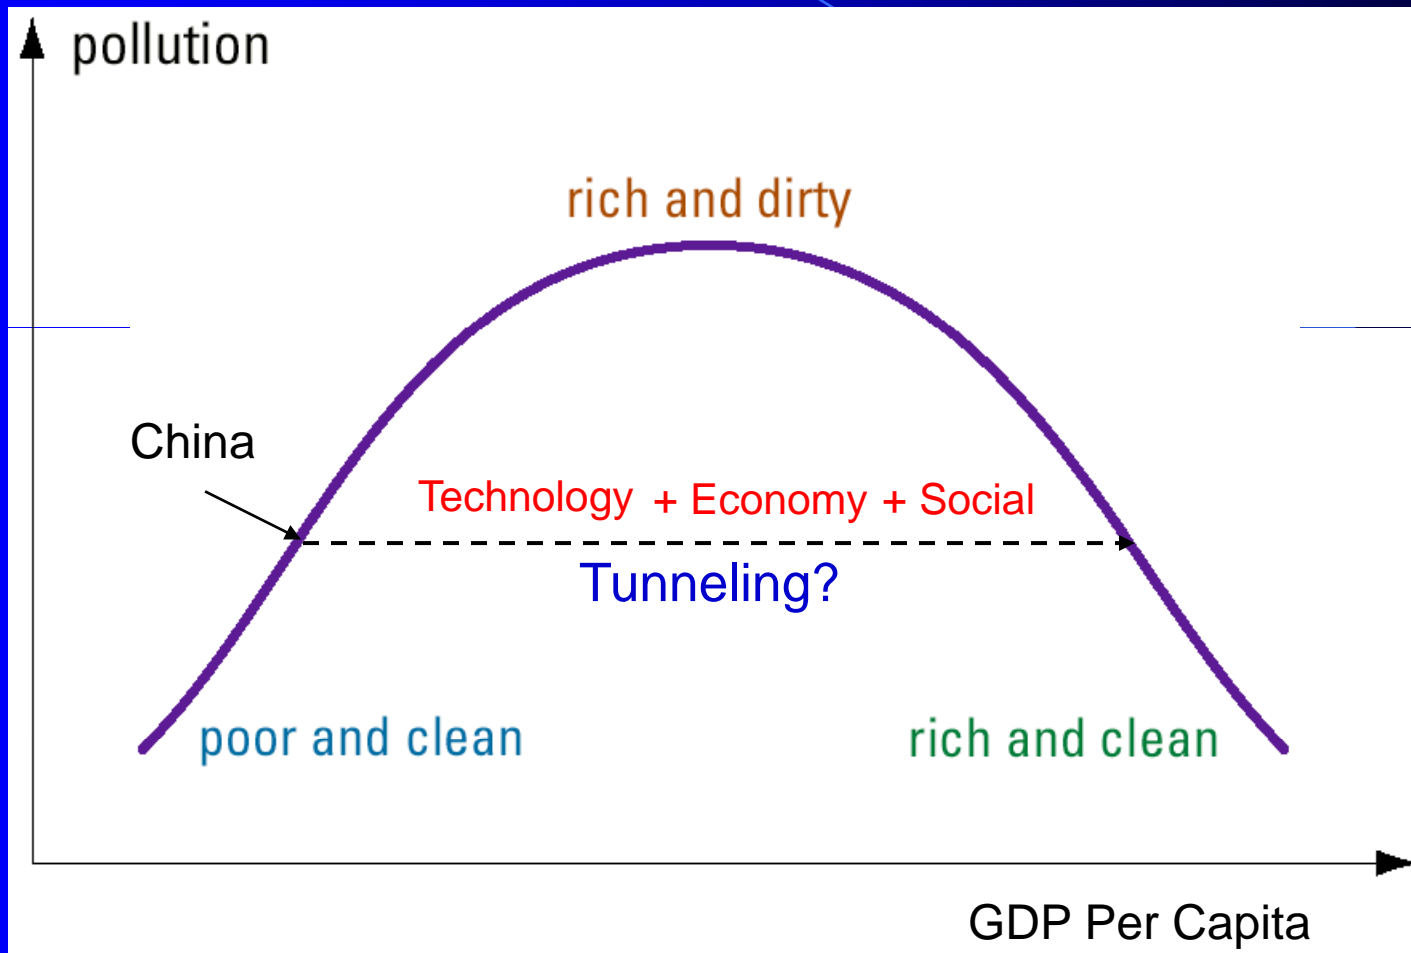 pollution
rich and dirty
China
Technology + Economy + Social
Tunneling?
poor and clean
rich and clean
GDP Per Capita